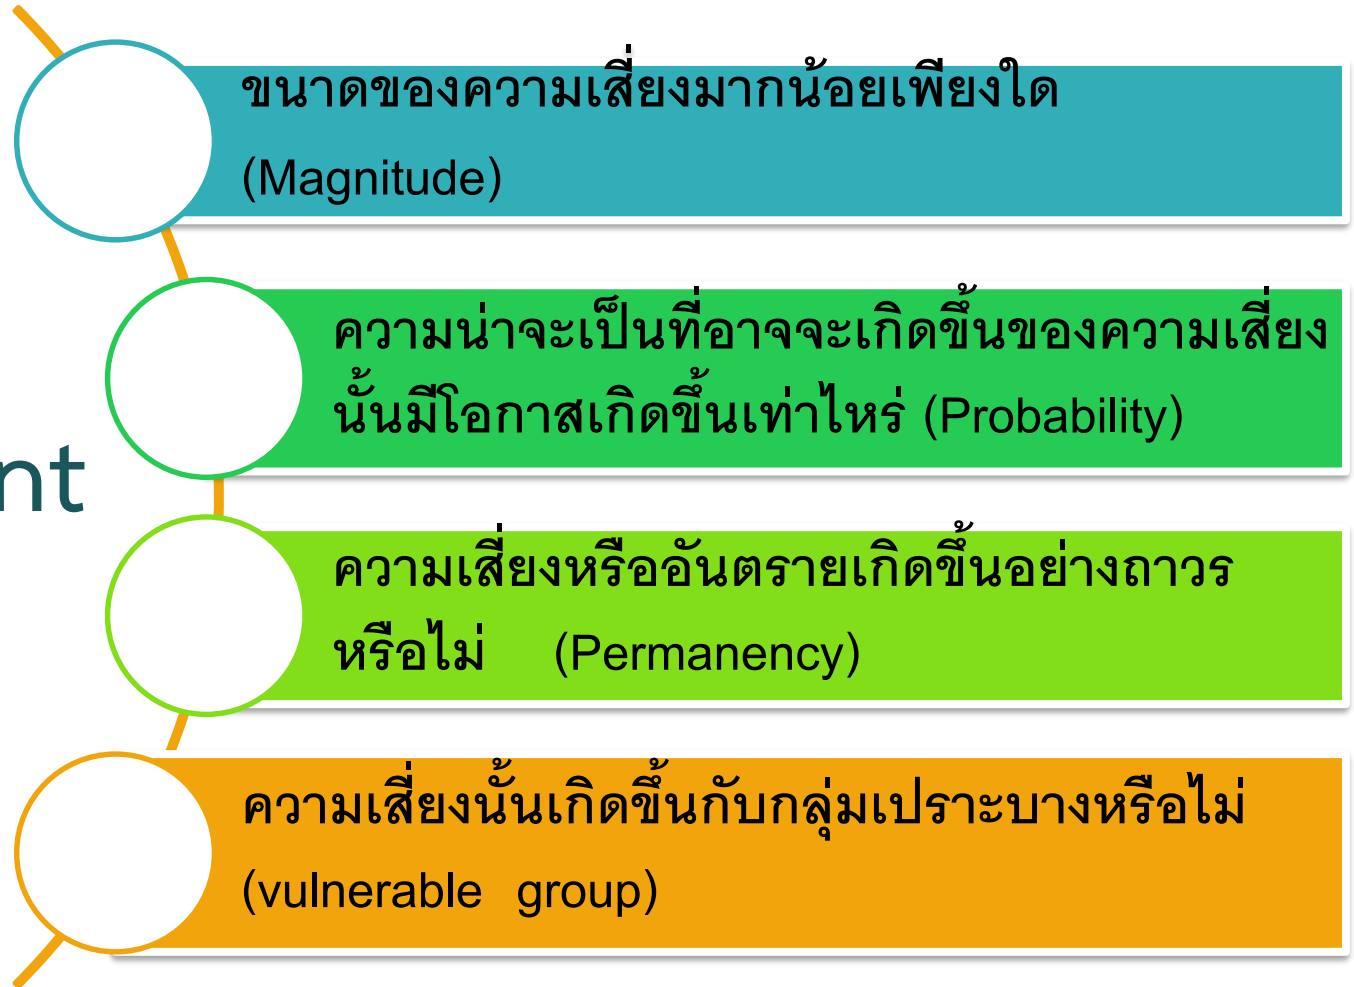 ขนาดของความเสี่ยงมากน้อยเพียงใด
(Magnitude)
ความน่าจะเป็นที่อาจจะเกิดขึ้นของความเสี่ยง
นั้นมีโอกาสเกิดขึ้นเท่าไหร่ (Probability)
nt
ความเสี่ยงหรืออันตรายเกิดขึ้นอย่างถาวร
หรือไม่ (Permanency)
ความเสี่ยงนั้นเกิดขึ้นกับกลุ่มเปราะบางหรือไม่
(vulnerable group)